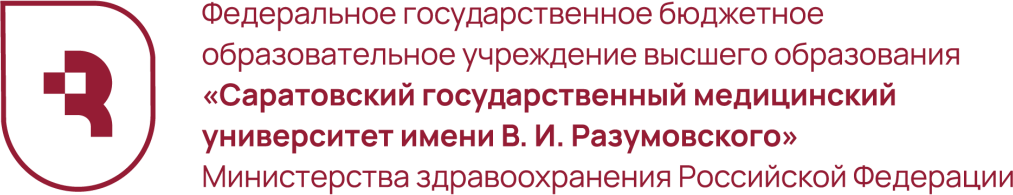 Федеральное государственное бюджетное
образовательное учреждение высшего образования
«Саратовский государственный медицинский
университет имени В. И. Разумовского»
Министерства здравоохранения Российской Федерации